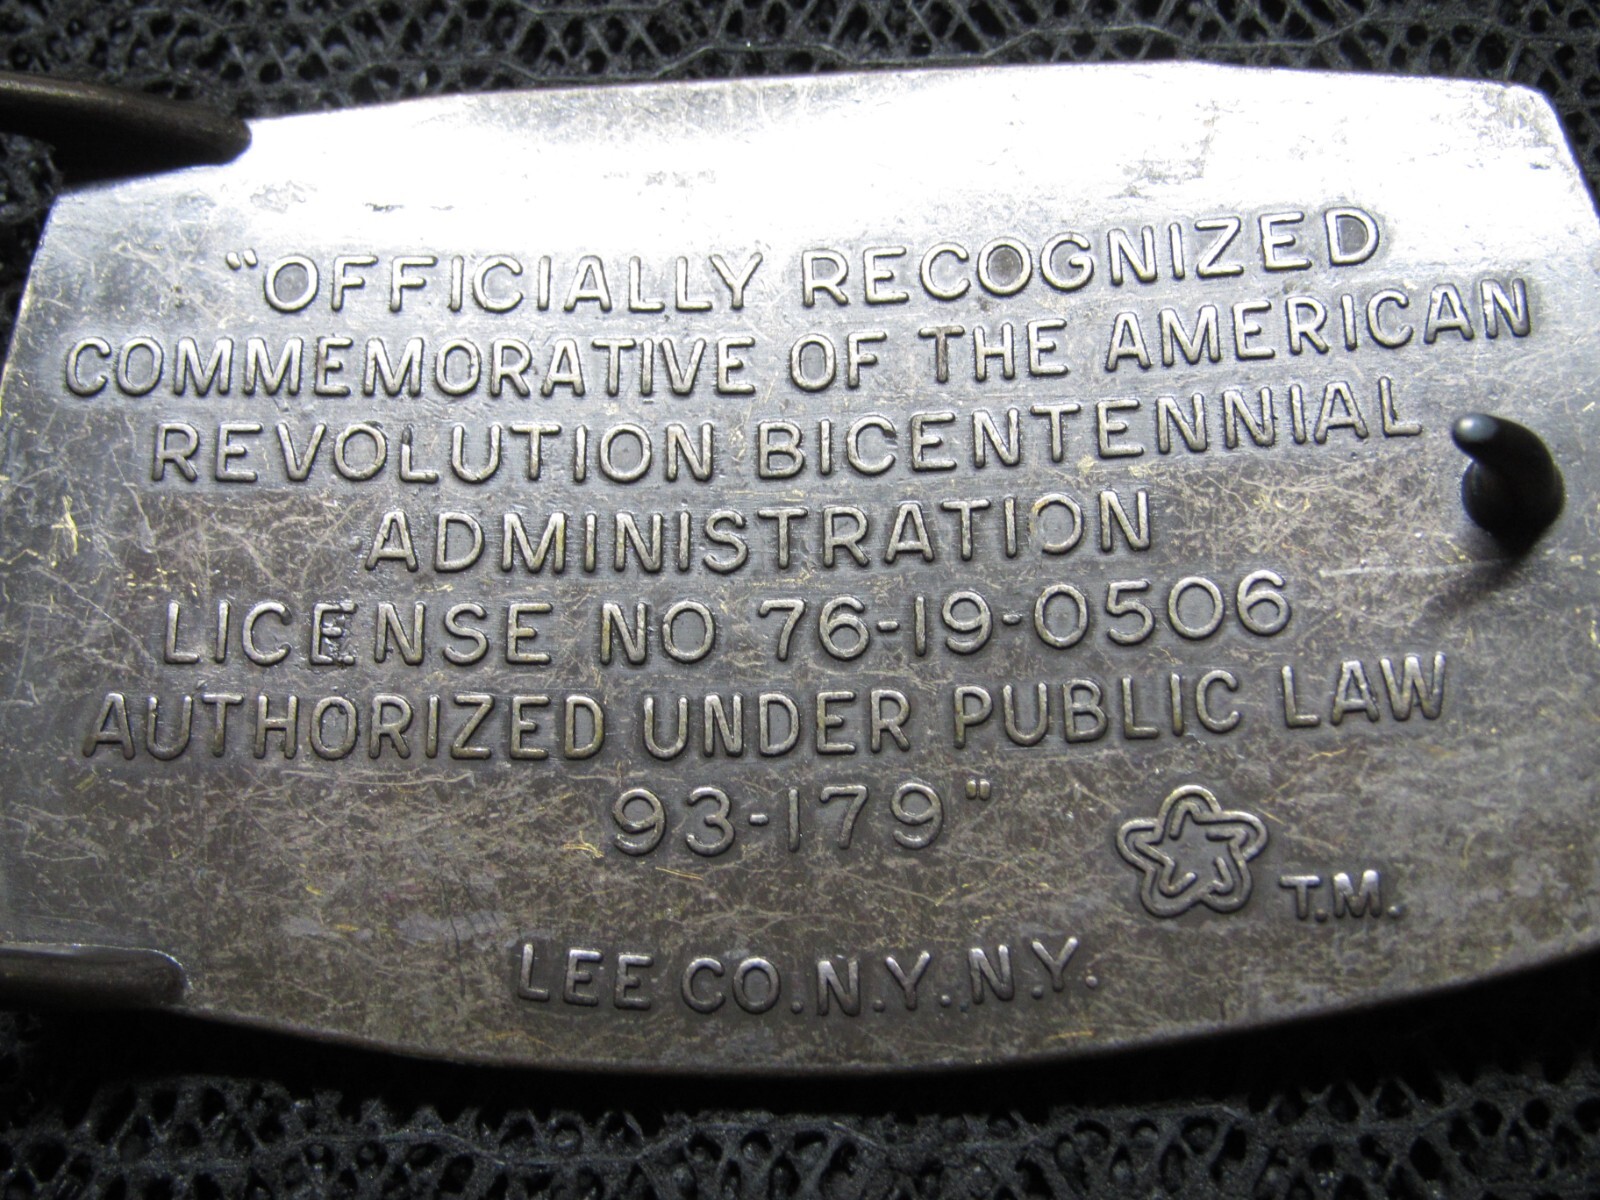 "OFFICIALLY RECOGNIZED
COMMEMORATIVE OF THE AMERICAN
REVOLUTION BICENTENNIAL
ADMINISTRATION
LICENSE NO 76-19-0506
AUTHORIZED UNDER PUBLIC LAW
93-179"
T.M.
LEE CO. N.Y. N.Y.